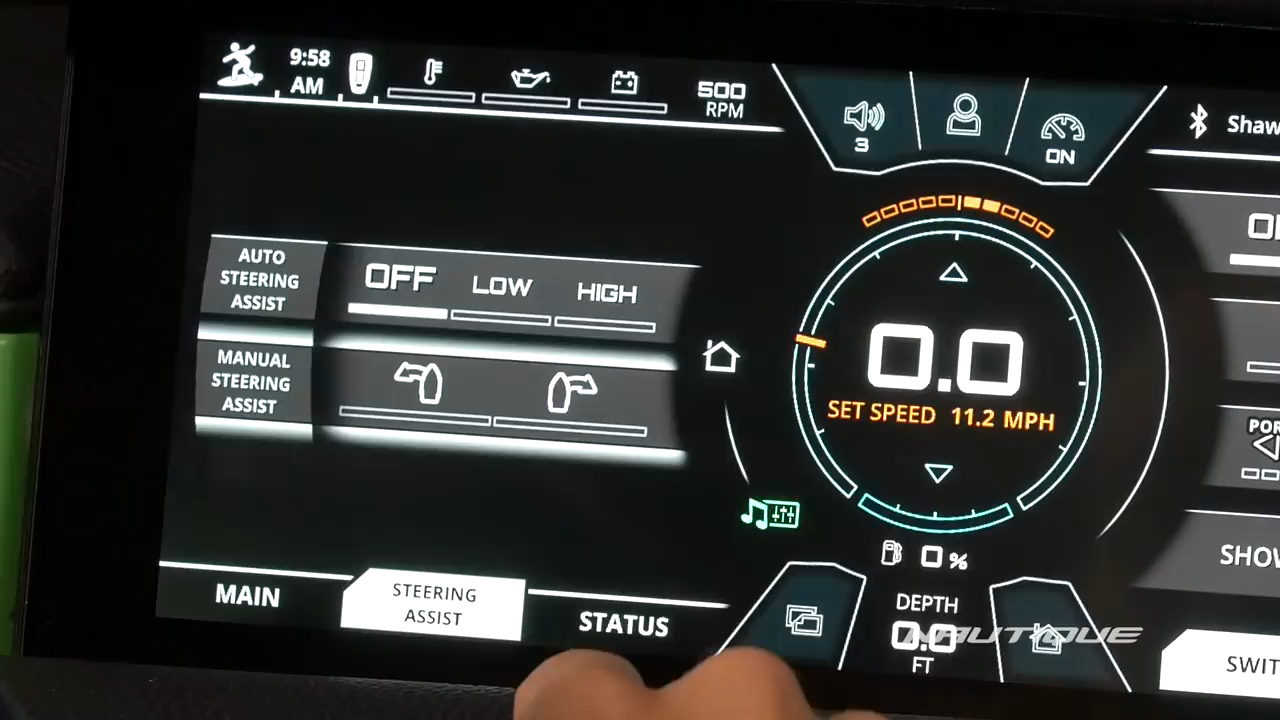 9:58
AM
500
RPM
3
ON
Shaw
AUTO
STEERING
ASSIST
OFF
LOW
HIGH
MANUAL
STEERING
ASSIST
0.0
SET SPEED 11.2 MPH
0 %
DEPTH
0.0
FT
MAIN
STEERING
ASSIST
STATUS
POR
SHOW
SWIT
NAUTIQUE